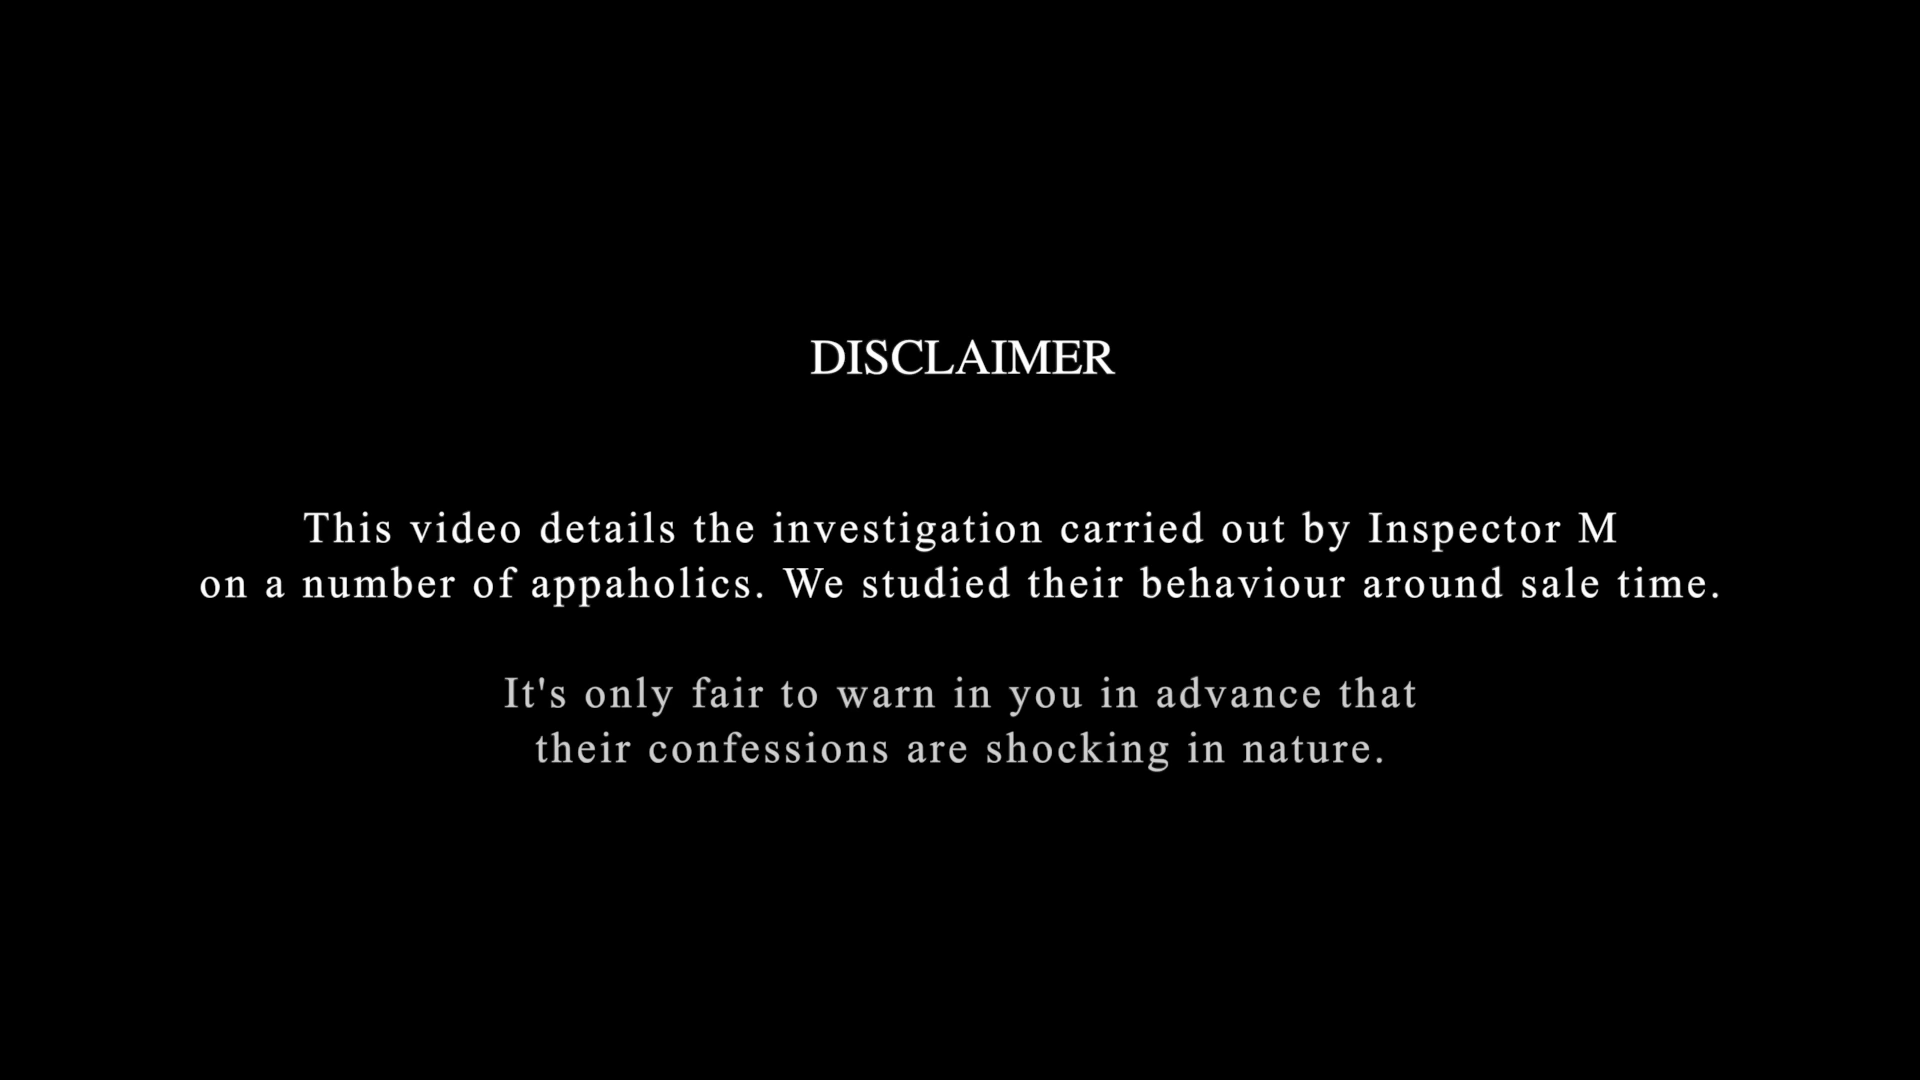 DISCLAIMER
This video details the investigation carried out by Inspector M
on a number of appaholics. We studied their behaviour around sale time.
It's only fair to warn in you in advance that
their confessions are shocking in nature.